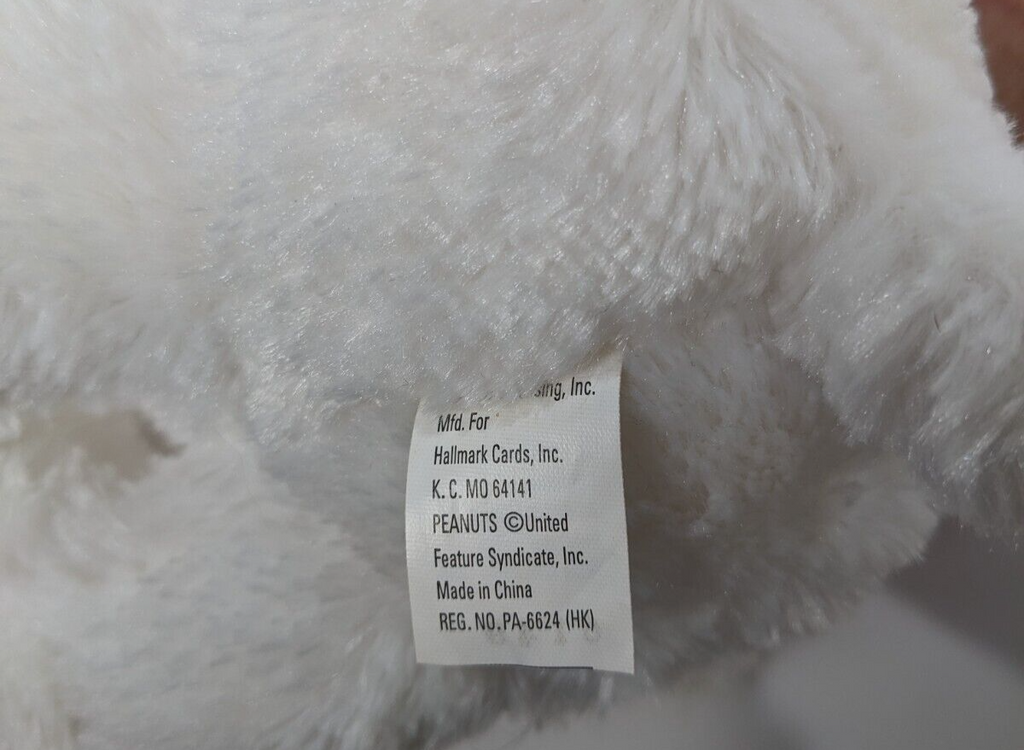 Inc.
Mfd. For
Hallmark Cards, Inc.
K. C. MO 64141
PEANUTS ©United
Feature Syndicate, Inc.
Made in China
REG. NO. PA-6624 (HK)